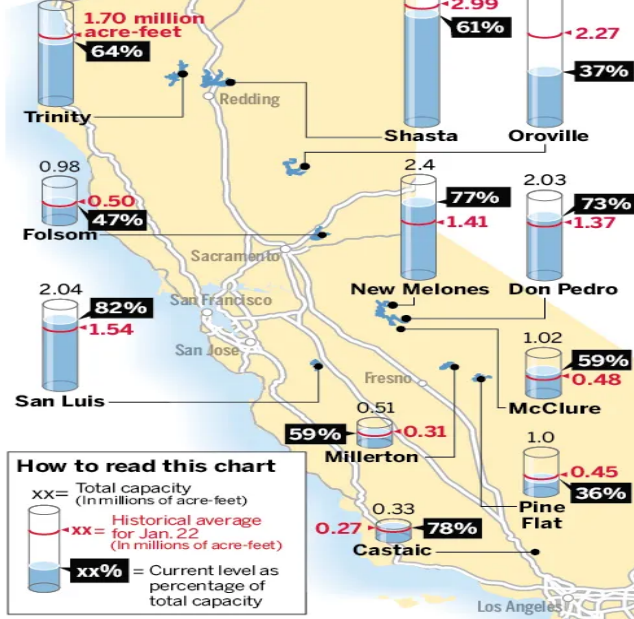 1.70 million
acre-feet
64%
Trinity
2.99
61%
Shasta
2.27
37%
Oroville
Redding
0.98
0.50
47%
Folsom
2.4
77%
1.41
New Melones
2.03
73%
1.37
Don Pedro
Sacramento
San Francisco
San Jose
2.04
82%
1.54
San Luis
1.02
59%
0.48
McClure
Fresno
0.51
59%
0.31
Millerton
1.0
0.45
36%
Pine
Flat
0.33
0.27
78%
Castaic
Los Angeles
How to read this chart
xx= Total capacity
(In millions of acre-feet)
xx= Historical average
for Jan. 22
(In millions of acre-feet)
xx% = Current level as
percentage of
total capacity